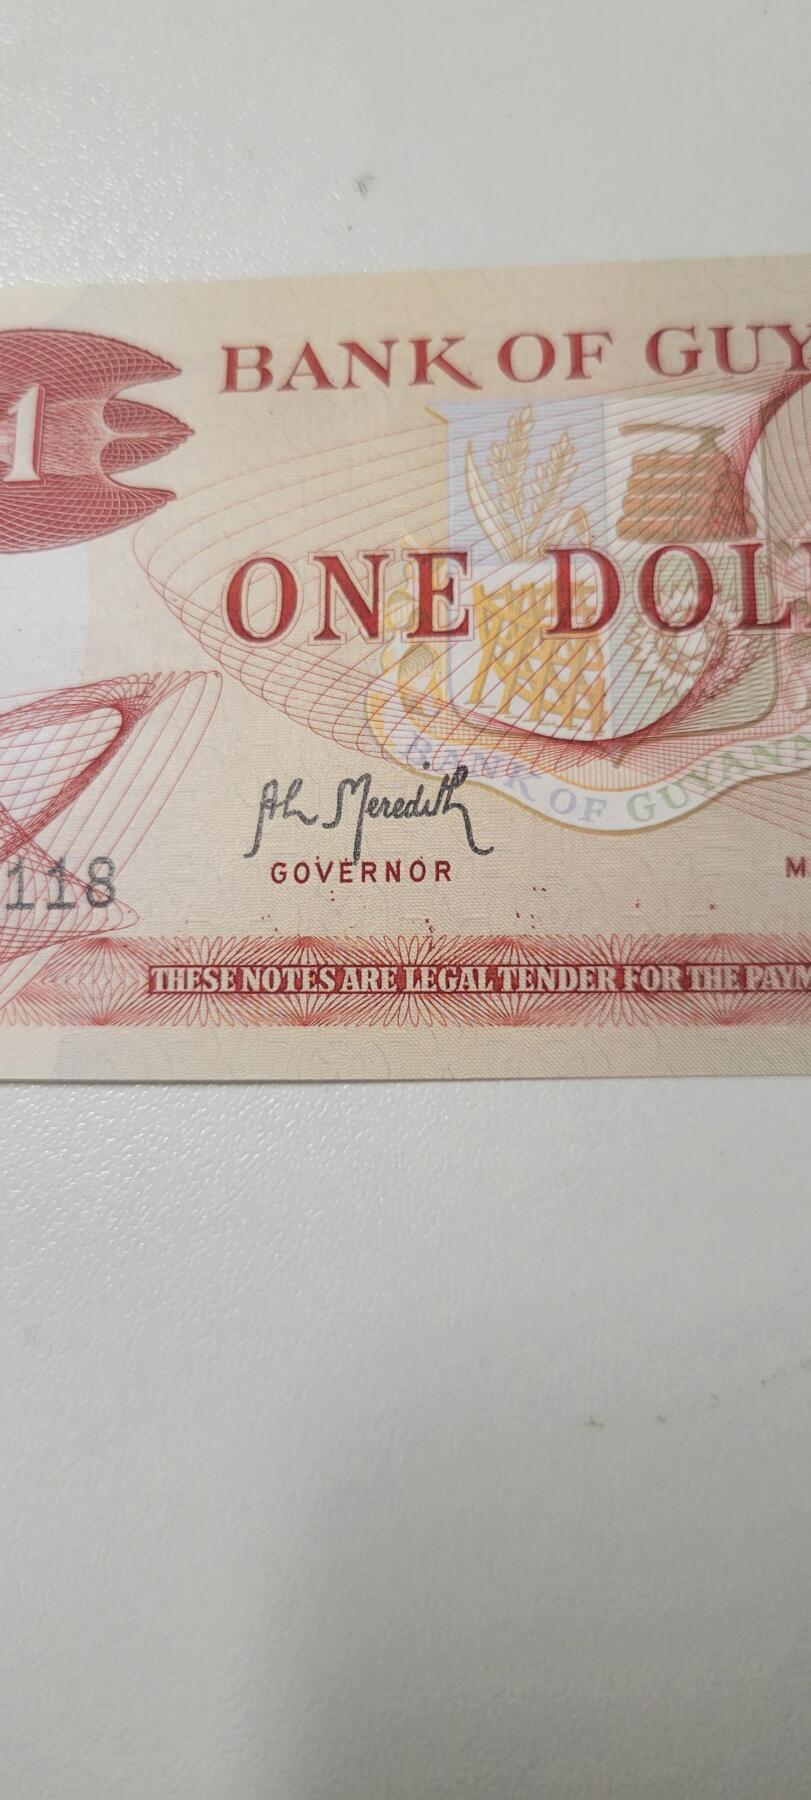 1
BANK OF GUY
ONE DOL
BANK OF GUYANA
Meredith
GOVERNOR
M
118
THESE NOTES ARE LEGAL TENDER FOR THE PAYM